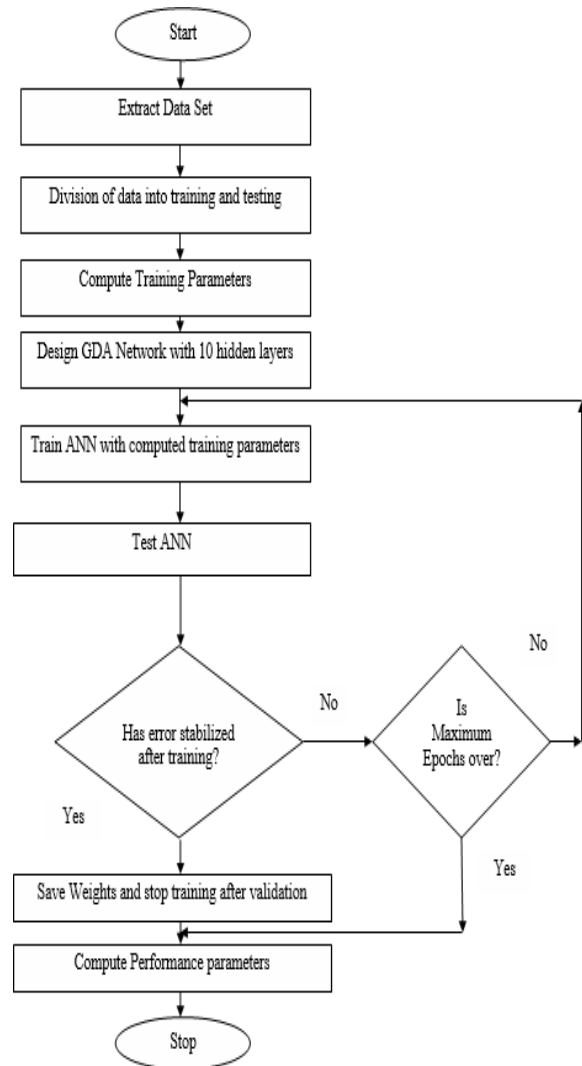 Start
Extract Data Set
Division of data into training and testing
Compute Training Parameters
Design GDA Network with 10 hidden layers
Train ANN with computed training parameters
Test ANN
No
Is
No
Maximum
Has error stabilized
Epochs over?
after training?
Yes
Yes
Save Weights and stop training after validation
Compute Performance parameters
Stop